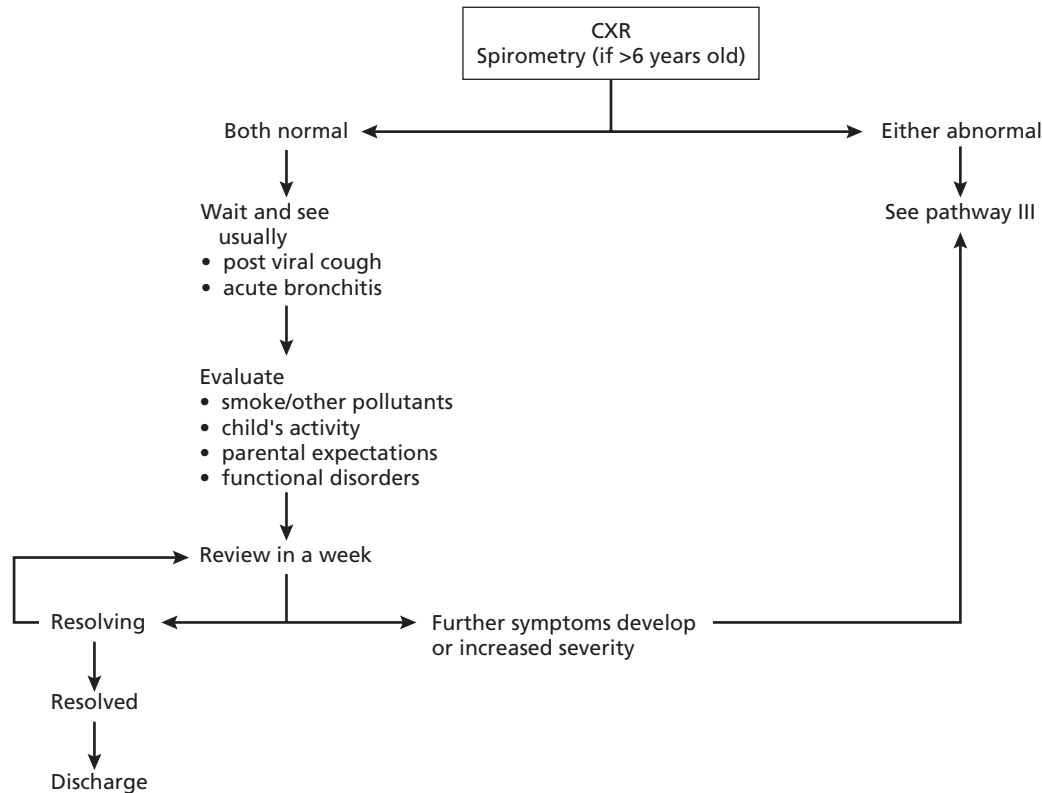 CXR
Spirometry (if >6 years old)
Both normal
Either abnormal
Wait and see
usually
• post viral cough
• acute bronchitis
See pathway III
Evaluate
• smoke/other pollutants
• child's activity
• parental expectations
• functional disorders
Review in a week
Resolving
Further symptoms develop
or increased severity
Resolved
Discharge